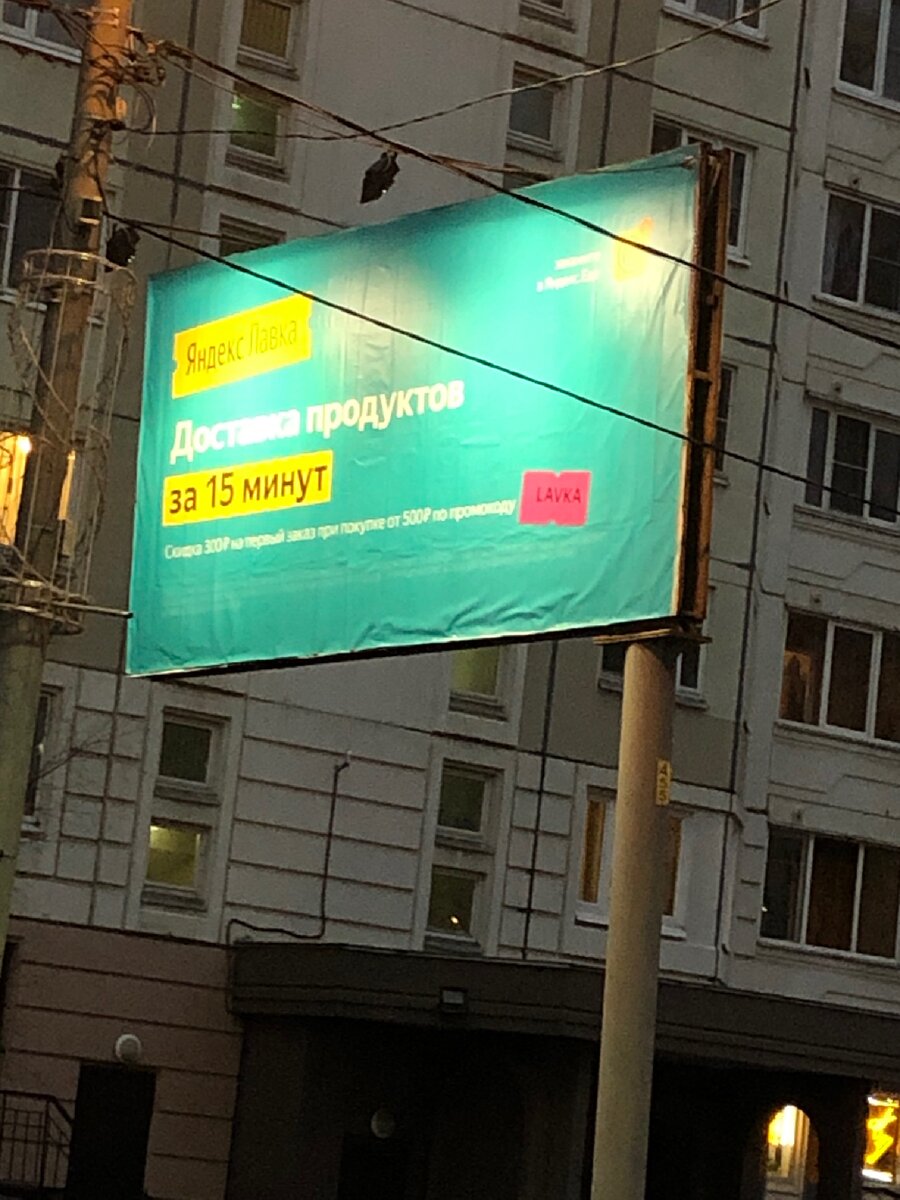 Яндекс Лавка
Доставка продуктов
за 15 минут
Скидка 300₽ на первый заказ при покупке от 500₽ по промокоду LAVKA